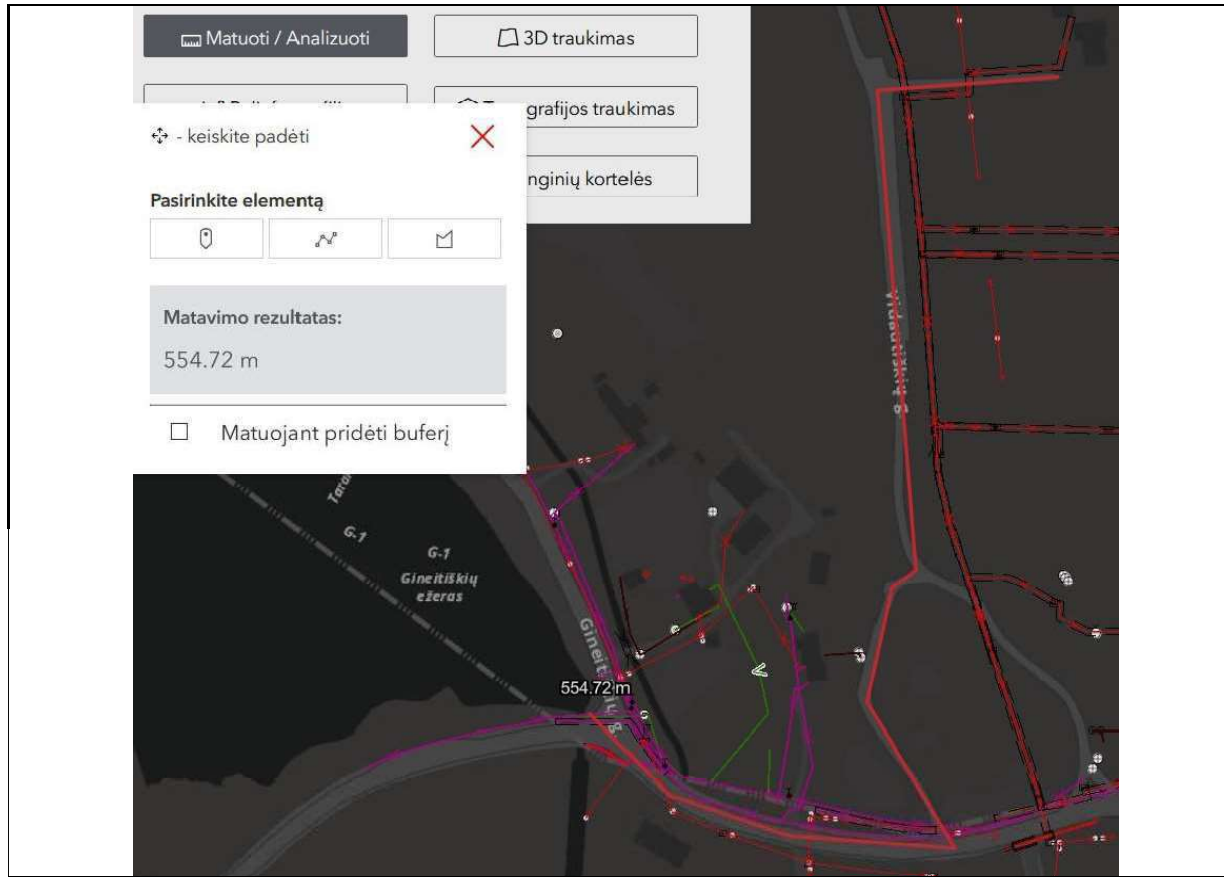 Matuoti / Analizuoti
3D traukimas
grafijos traukimas
- keiskite padėti
nginių kortelės
Pasirinkite elementą
Matavimo rezultatas:
554.72 m
Matuojant pridėti buferį
G-1
G-1
Gineitiškių
ežeras
554.72 m